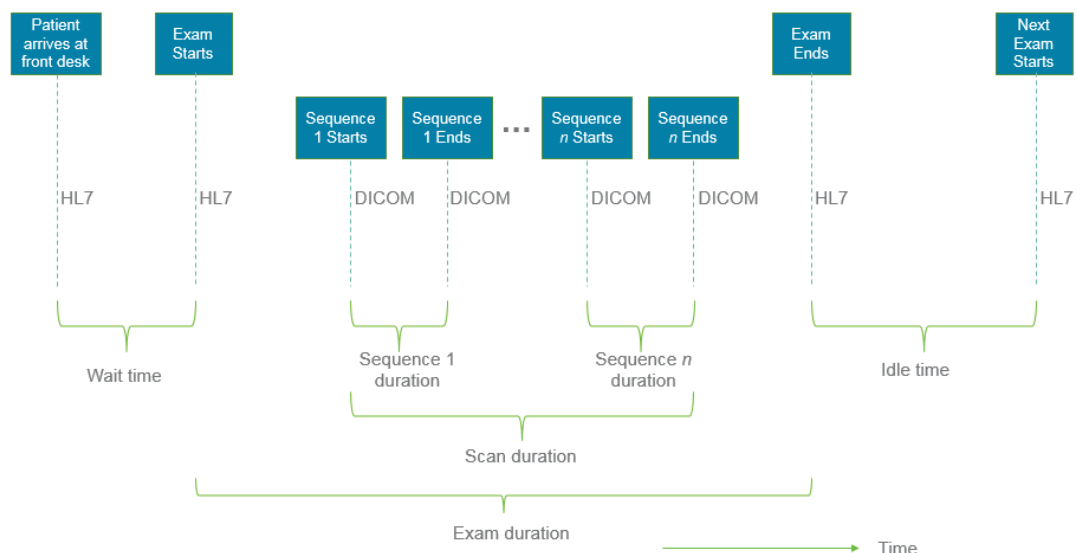 Patient
arrives at
front desk
Exam
Starts
Exam
Ends
Next
Exam
Starts
Sequence
1 Starts
Sequence
1 Ends
...
Sequence
n Starts
Sequence
n Ends
HL7
HL7
DICOM
DICOM
DICOM
DICOM
HL7
HL7
Wait time
Sequence 1
duration
Sequence n
duration
Idle time
Scan duration
Exam duration
Time